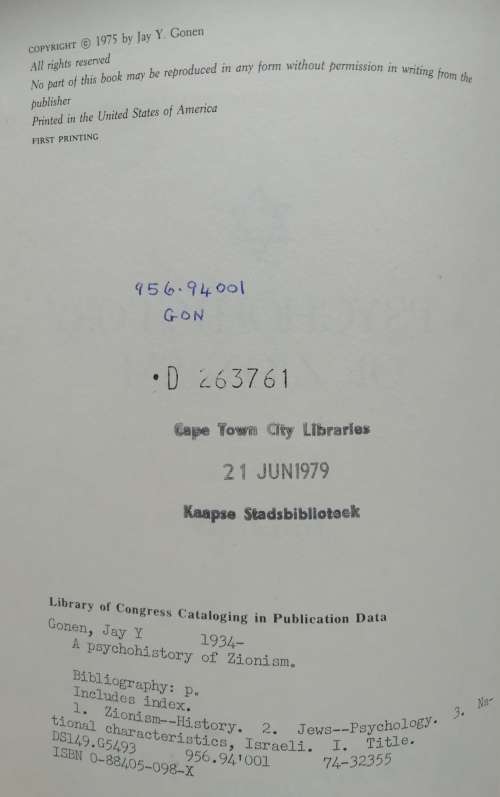 COPYRIGHT © 1975 by Jay Y. Gonen
All rights reserved
No part of this book may be reproduced in any form without permission in writing from the
publisher
Printed in the United States of America
FIRST PRINTING
956.94001
GON
•D 263761
Cape Town City Libraries
21 JUN1979
Kaapse Stadsbiblioteek
Library of Congress Cataloging in Publication Data
Gonen, Jay Y 1934-
A psychohistory of Zionism.
Bibliography: p.
Includes index.
1. Zionism--History. 2. Jews--Psychology. 3. Na-
tional characteristics, Israeli. I. Title.
DS149.G5493 956.94'001 74-32355
ISBN 0-88405-098-X